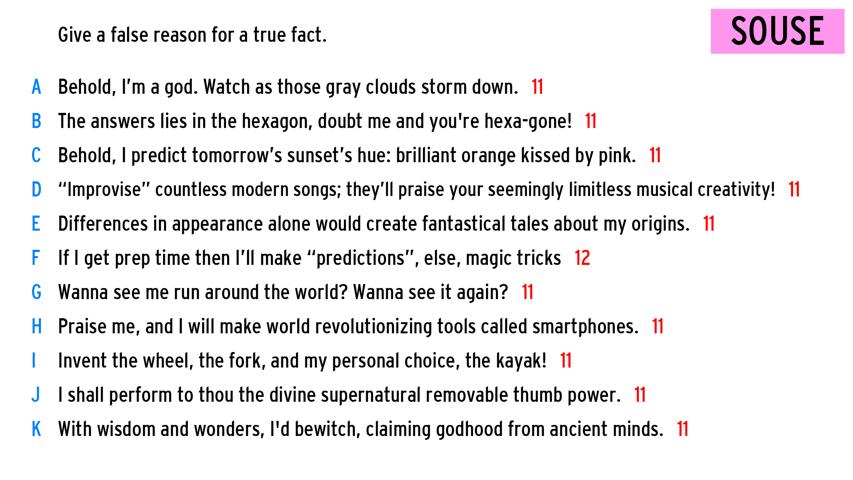 Give a false reason for a true fact.
SOUSE
A Behold, I'm a god. Watch as those gray clouds storm down. 11
B The answers lies in the hexagon, doubt me and you're hexa-gone! 11
C Behold, I predict tomorrow's sunset's hue: brilliant orange kissed by pink. 11
D “Improvise” countless modern songs; they'll praise your seemingly limitless musical creativity! 11
E Differences in appearance alone would create fantastical tales about my origins. 11
F If I get prep time then I'll make “predictions”, else, magic tricks 12
G Wanna see me run around the world? Wanna see it again? 11
H Praise me, and I will make world revolutionizing tools called smartphones. 11
I Invent the wheel, the fork, and my personal choice, the kayak! 11
J I shall perform to thou the divine supernatural removable thumb power. 11
K With wisdom and wonders, I'd bewitch, claiming godhood from ancient minds. 11